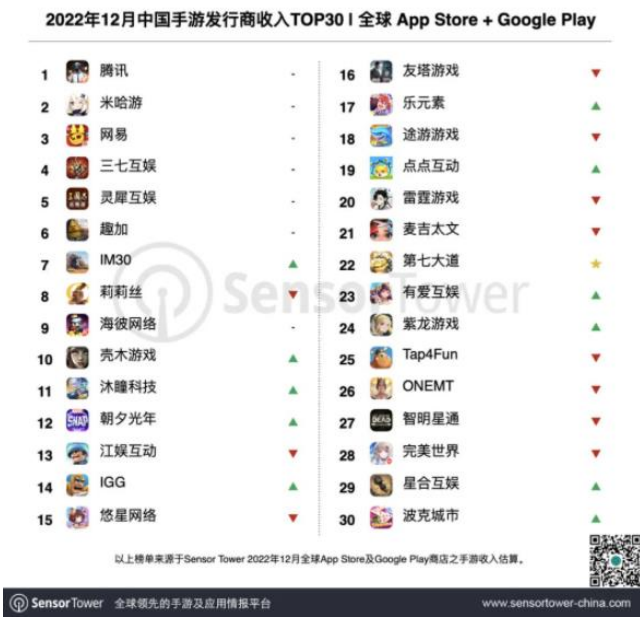 2022年12月中国手游发行商收入TOP30 | 全球 App Store + Google Play
1 腾讯 -
2 米哈游 -
3 网易 -
4 三七互娱 -
5 灵犀互娱 -
6 趣加 -
7 IM30 ▲
8 莉莉丝 ▼
9 海彼网络 -
10 壳木游戏 ▲
11 沐瞳科技 ▲
12 朝夕光年 ▲
13 江娱互动 ▼
14 IGG ▲
15 悠星网络 ▼
16 友塔游戏 ▼
17 乐元素 ▲
18 途游游戏 ▼
19 点点互动 ▲
20 雷霆游戏 ▼
21 麦吉太文 ▼
22 第七大道 ★
23 有爱互娱 ▲
24 紫龙游戏 ▲
25 Tap4Fun ▼
26 ONEMT ▼
27 智明星通 ▼
28 完美世界 ▼
29 星合互娱 ▲
30 波克城市 ▲
SensorTower
SNAP
以上榜单来源于Sensor Tower 2022年12月全球App Store及Google Play商店之手游收入估算。
SensorTower 全球领先的手游及应用情报平台
www.sensortower-china.com